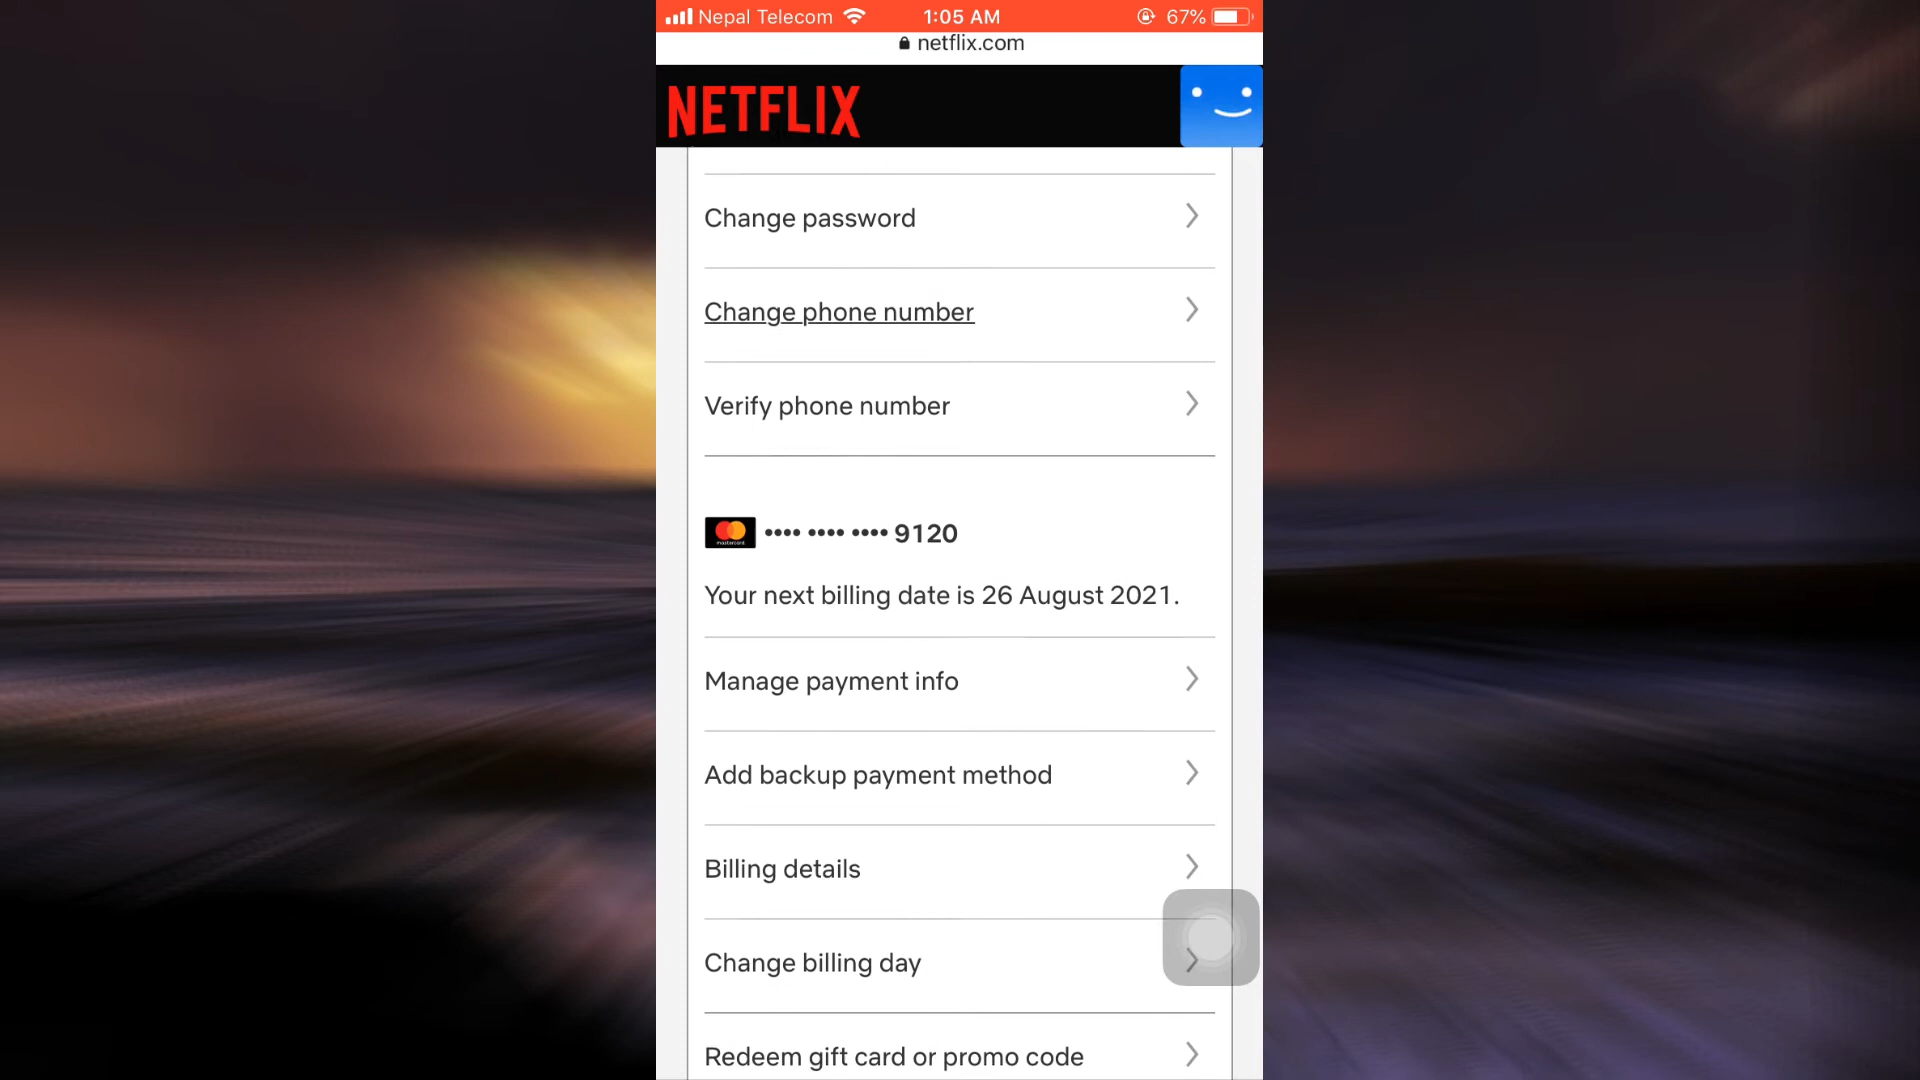 Nepal Telecom 1:05 AM 67%
netflix.com
NETFLIX
Change password
Change phone number
Verify phone number
mastercard •••• •••• •••• 9120
Your next billing date is 26 August 2021.
Manage payment info
Add backup payment method
Billing details
Change billing day
Redeem gift card or promo code